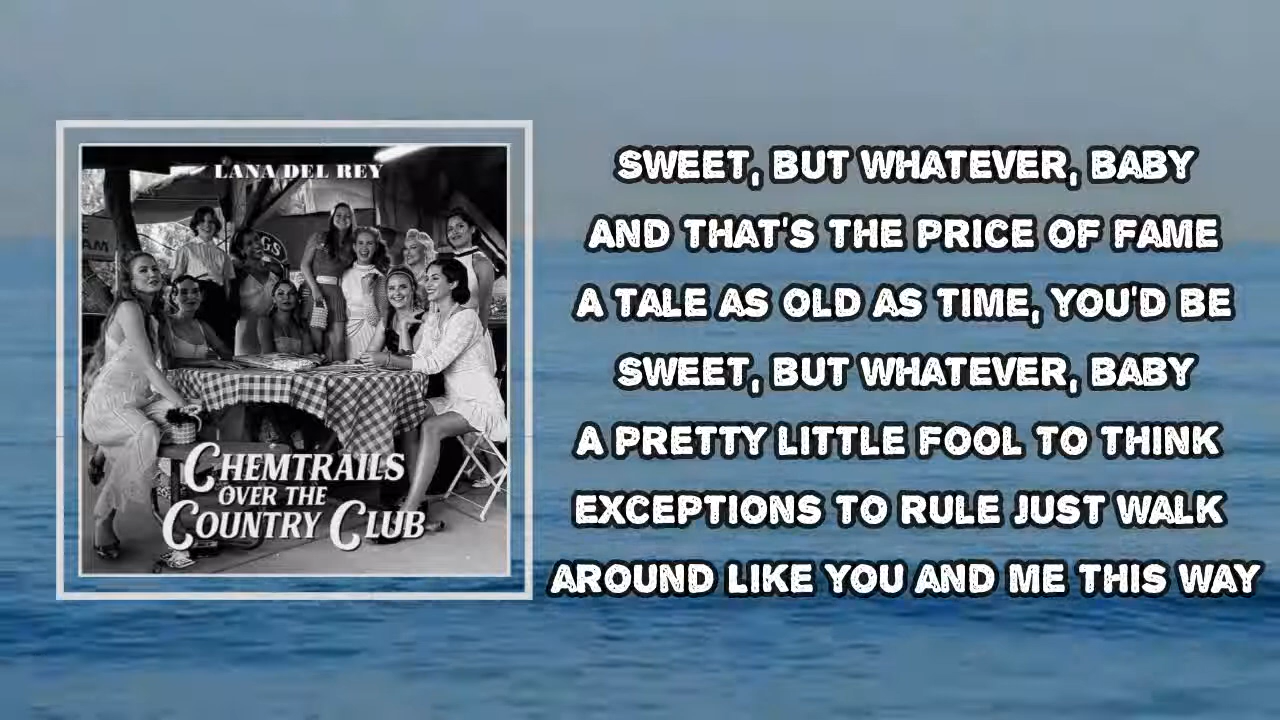 LANA DEL REY
GS
AM
CHEMTRAILS
OVER THE
COUNTRY CLUB
SWEET, BUT WHATEVER, BABY
AND THAT'S THE PRICE OF FAME
A TALE AS OLD AS TIME, YOU'D BE
SWEET, BUT WHATEVER, BABY
A PRETTY LITTLE FOOL TO THINK
EXCEPTIONS TO RULE JUST WALK
AROUND LIKE YOU AND ME THIS WAY